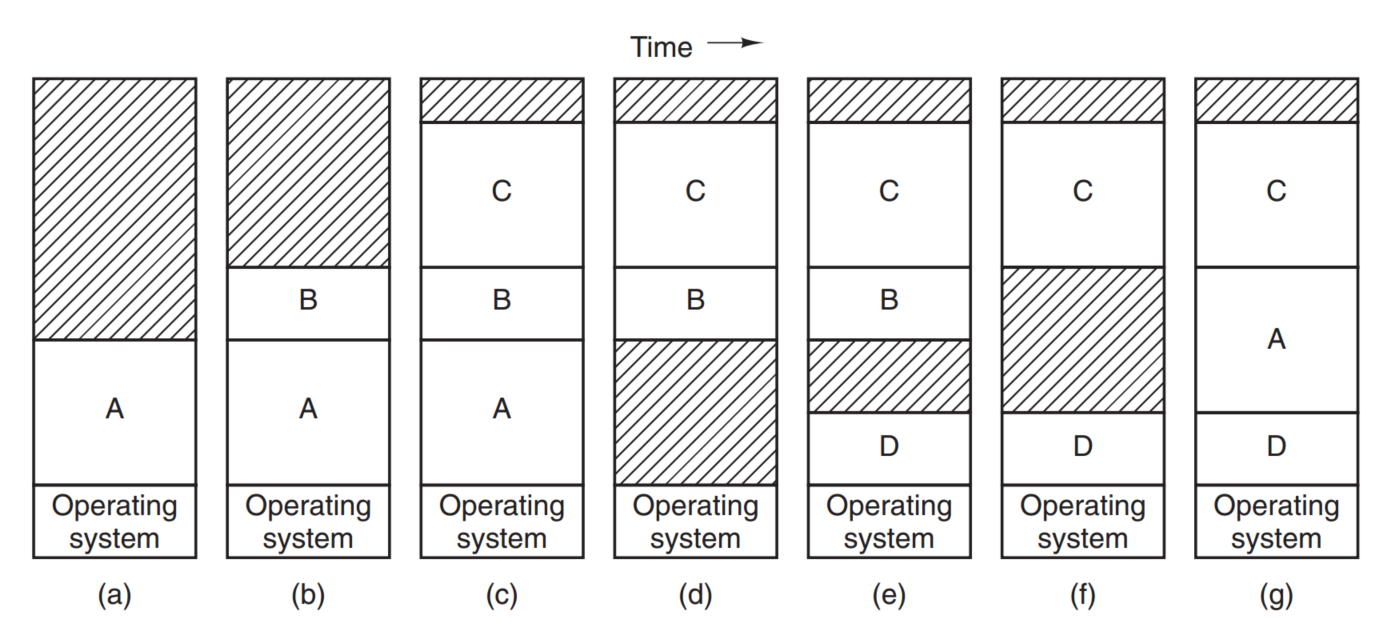 Time
C
C
C
C
C
B
B
B
B
A
A
A
A
D
D
D
Operating
system
Operating
system
Operating
system
Operating
system
Operating
system
Operating
system
Operating
system
(a)
(b)
(c)
(d)
(e)
(f)
(g)